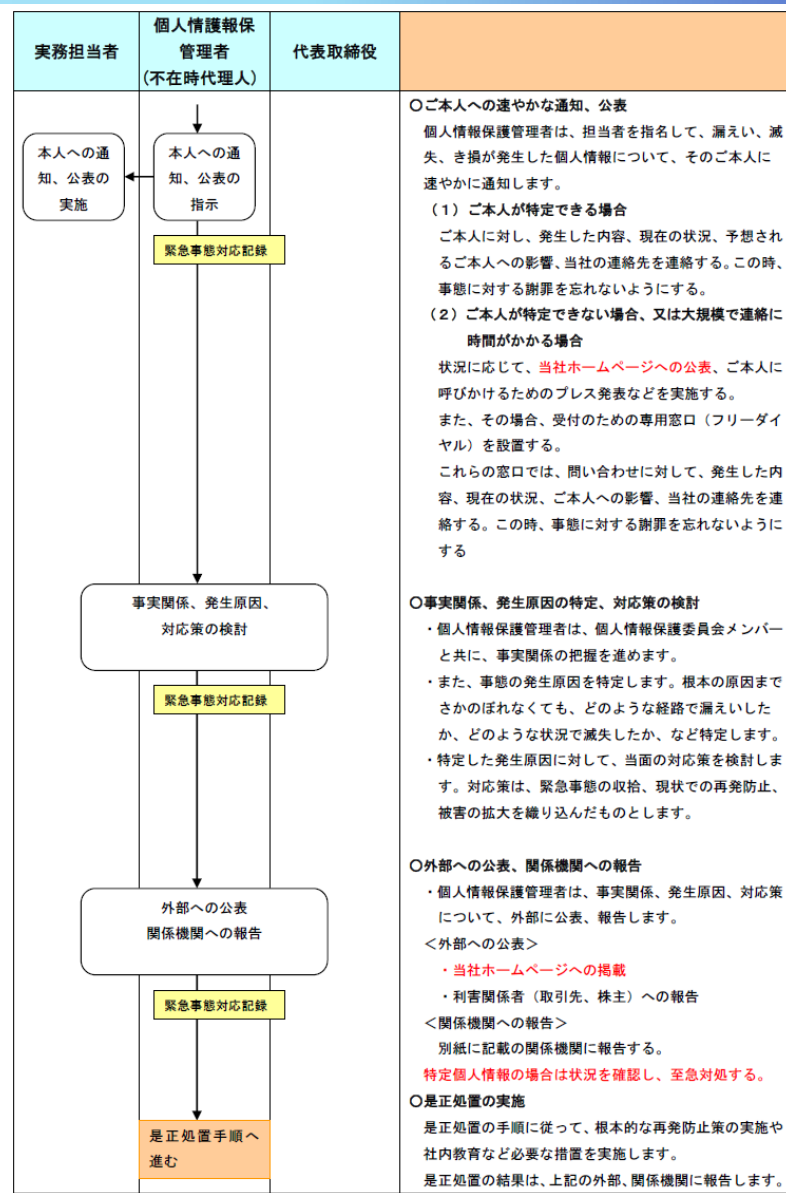 実務担当者
個人情護報保
管理者
(不在時代理人)
代表取締役
本人への通
知、公表の
実施
本人への通
知、公表の
指示
緊急事態対応記録
事実関係、発生原因、
対応策の検討
緊急事態対応記録
外部への公表
関係機関への報告
緊急事態対応記録
是正処置手順へ
進む
〇ご本人への速やかな通知、公表
個人情報保護管理者は、担当者を指名して、漏えい、滅
失、き損が発生した個人情報について、そのご本人に
速やかに通知します。
(1)ご本人が特定できる場合
ご本人に対し、発生した内容、現在の状況、予想され
るご本人への影響、当社の連絡先を連絡する。この時、
事態に対する謝罪を忘れないようにする。
(2)ご本人が特定できない場合、又は大規模で連絡に
時間がかかる場合
状況に応じて、当社ホームページへの公表、ご本人に
呼びかけるためのプレス発表などを実施する。
また、その場合、受付のための専用窓口(フリーダイ
ヤル)を設置する。
これらの窓口では、問い合わせに対して、発生した内
容、現在の状況、ご本人への影響、当社の連絡先を連
絡する。この時、事態に対する謝罪を忘れないように
する
〇事実関係、発生原因の特定、対応策の検討
・個人情報保護管理者は、個人情報保護委員会メンバー
と共に、事実関係の把握を進めます。
・また、事態の発生原因を特定します。根本の原因まで
さかのぼれなくても、どのような経路で漏えいした
か、どのような状況で滅失したか、など特定します。
・特定した発生原因に対して、当面の対応策を検討しま
す。対応策は、緊急事態の収拾、現状での再発防止、
被害の拡大を織り込んだものとします。
〇外部への公表、関係機関への報告
・個人情報保護管理者は、事実関係、発生原因、対応策
について、外部に公表、報告します。
<外部への公表>
・当社ホームページへの掲載
・利害関係者(取引先、株主)への報告
<関係機関への報告>
別紙に記載の関係機関に報告する。
特定個人情報の場合は状況を確認し、至急対処する。
〇是正処置の実施
是正処置の手順に従って、根本的な再発防止策の実施や
社内教育など必要な措置を実施します。
是正処置の結果は、上記の外部、関係機関に報告します。